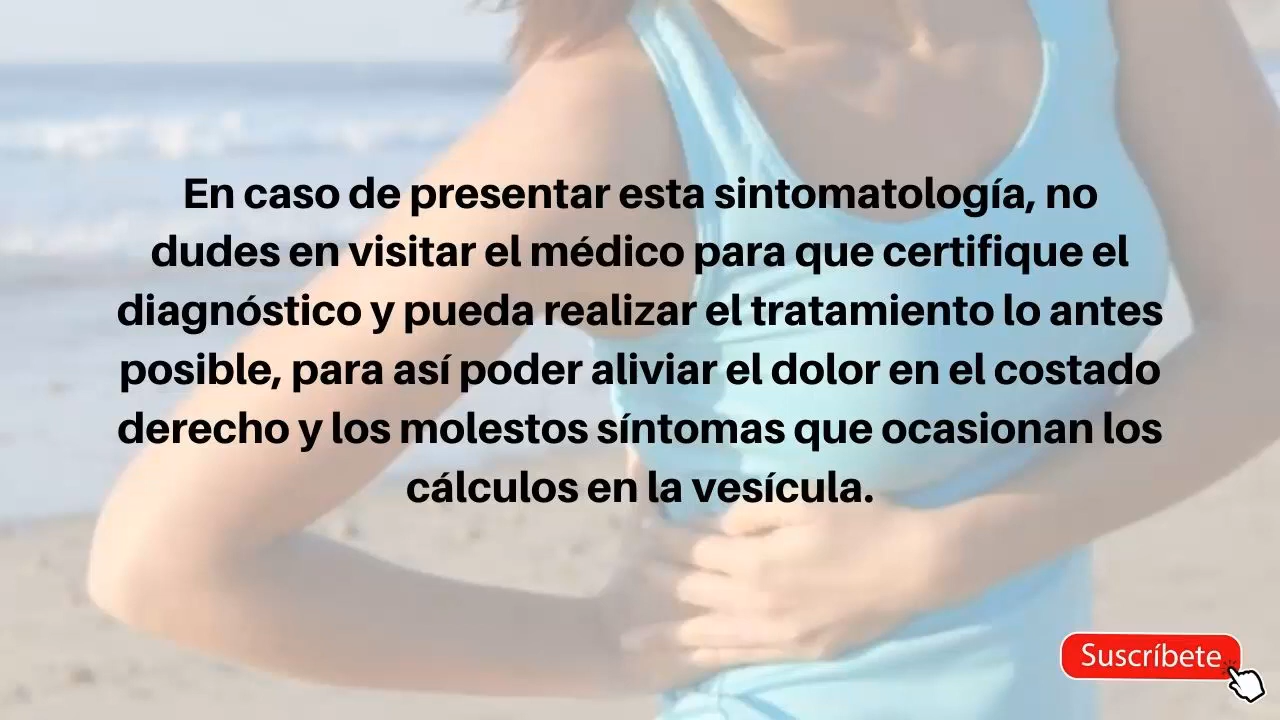 En caso de presentar esta sintomatología, no
dudes en visitar el médico para que certifique el
diagnóstico y pueda realizar el tratamiento lo antes
posible, para así poder aliviar el dolor en el costado
derecho y los molestos síntomas que ocasionan los
cálculos en la vesícula.
Suscríbete